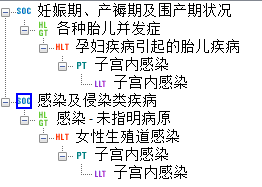 SOC 妊娠期、产褥期及围产期状况
HLGT 各种胎儿并发症
HLT 孕妇疾病引起的胎儿疾病
PT 子宫内感染
LLT 子宫内感染
SOC 感染及侵染类疾病
HLGT 感染-未指明病原
HLT 女性生殖道感染
PT 子宫内感染
LLT 子宫内感染